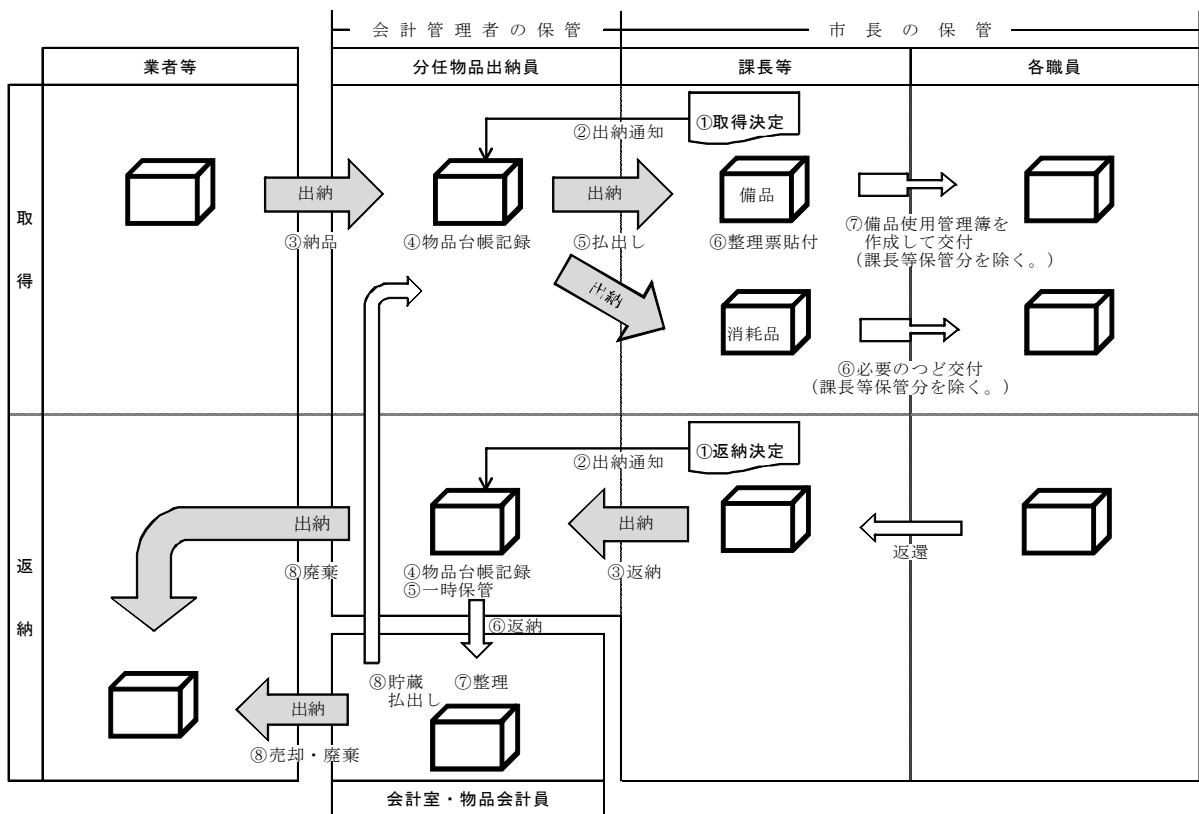 会計管理者の保管
市長の保管
業者等
分任物品出納員
課長等
各職員
取得
①取得決定
②出納通知
出納
出納
備品
③納品
④物品台帳記録
⑤払出し
⑥整理票貼付
⑦備品使用管理簿を
作成して交付
(課長等保管分を除く。)
出納
消耗品
⑥必要のつど交付
(課長等保管分を除く。)
返納
①返納決定
②出納通知
出納
出納
返還
⑧廃棄
④物品台帳記録
⑤一時保管
③返納
⑥返納
⑧貯蔵
払出し
⑦整理
出納
⑧売却・廃棄
会計室・物品会計員